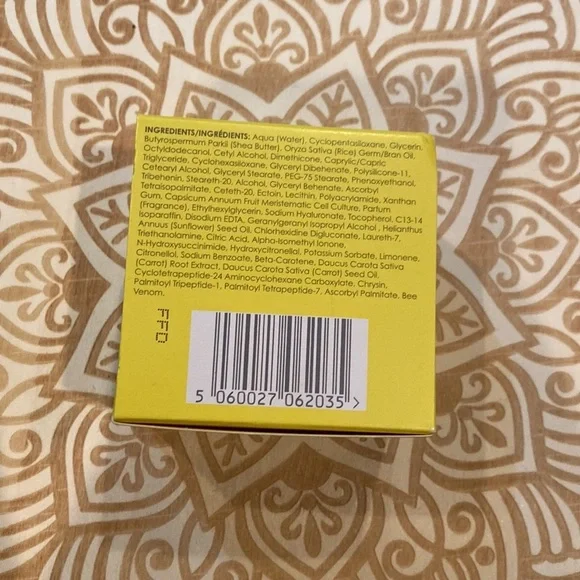 INGREDIENTS/INGRÉDIENTS: Aqua (Water), Cyclopentasiloxane, Glycerin,
Butyrospermum Parkii (Shea Butter), Oryza Sativa (Rice) Germ/Bran Oil,
Octyldodecanol, Cetyl Alcohol, Dimethicone, Caprylic/Capric
Triglyceride, Cyclohexasiloxane, Glyceryl Dibehenate, Polysilicone-11,
Cetearyl Alcohol, Glyceryl Stearate, PEG-75 Stearate, Phenoxyethanol,
Tribehenin, Steareth-20, Alcohol, Glyceryl Behenate, Ascorbyl
Tetraisopalmitate, Ceteth-20, Ectoin, Lecithin, Polyacrylamide, Xanthan
Gum, Capsicum Annuum Fruit Meristematic Cell Culture, Parfum
(Fragrance), Ethylhexylglycerin, Sodium Hyaluronate, Tocopherol, C13-14
Isoparaffin, Disodium EDTA, Geranylgeranyl Isopropyl Alcohol, Helianthus
Annuus (Sunflower) Seed Oil, Chlorhexidine Digluconate, Laureth-7,
Triethanolamine, Citric Acid, Alpha-Isomethyl Ionone,
N-Hydroxysuccinimide, Hydroxycitronellol, Potassium Sorbate, Limonene,
Citronellol, Sodium Benzoate, Beta-Carotene, Daucus Carota Sativa
(Carrot) Root Extract, Daucus Carota Sativa (Carrot) Seed Oil,
Cyclotetrapeptide-24 Aminocyclohexane Carboxylate, Chrysin,
Palmitoyl Tripeptide-1, Palmitoyl Tetrapeptide-7, Ascorbyl Palmitate, Bee
Venom.
FFD
5 060027 062035 >